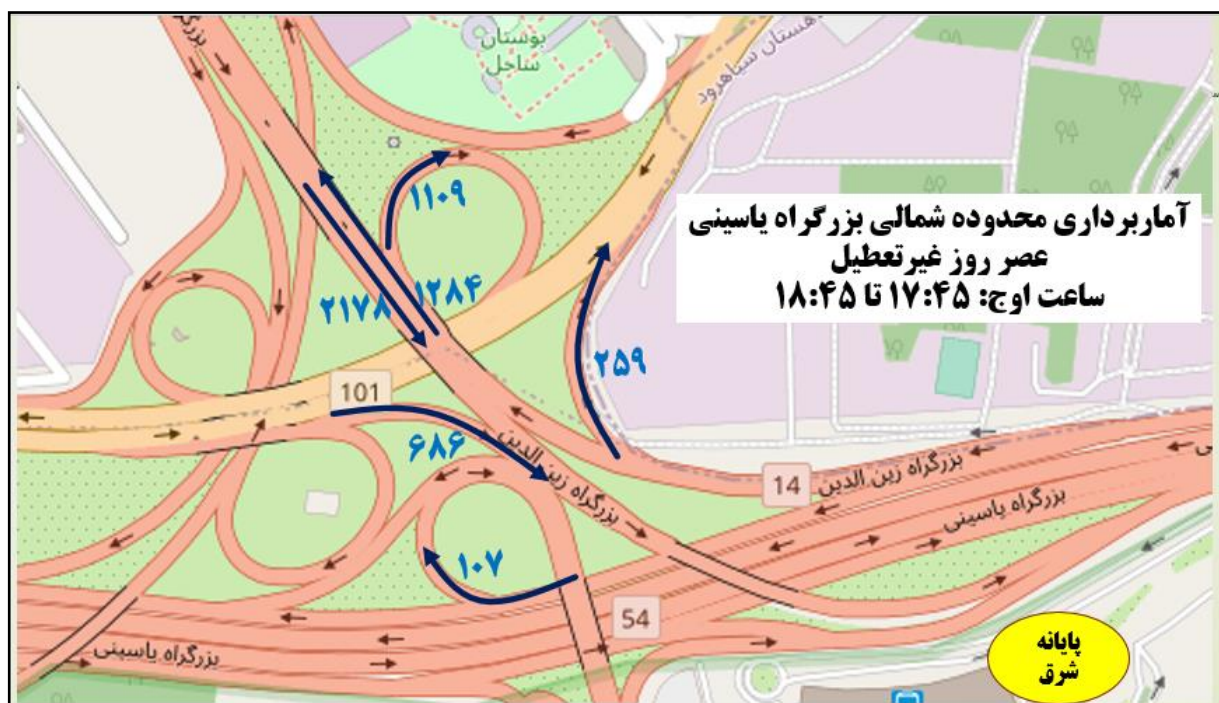 بوستان
ساحل
دهستان سیاهرود
۱۱۰۹
آماربرداری محدوده شمالی بزرگراه یاسینی
عصر روز غیرتعطیل
ساعت اوج: ۱۷:۴۵ تا ۱۸:۴۵
۲۱۷۸
۱۲۸۴
۲۵۹
101
۶۸۶
بزرگراه زین الدین
14
بزرگراه زین الدین
بزرگراه یاسینی
۱۰۷
54
بزرگراه یاسینی
پایانه
شرق